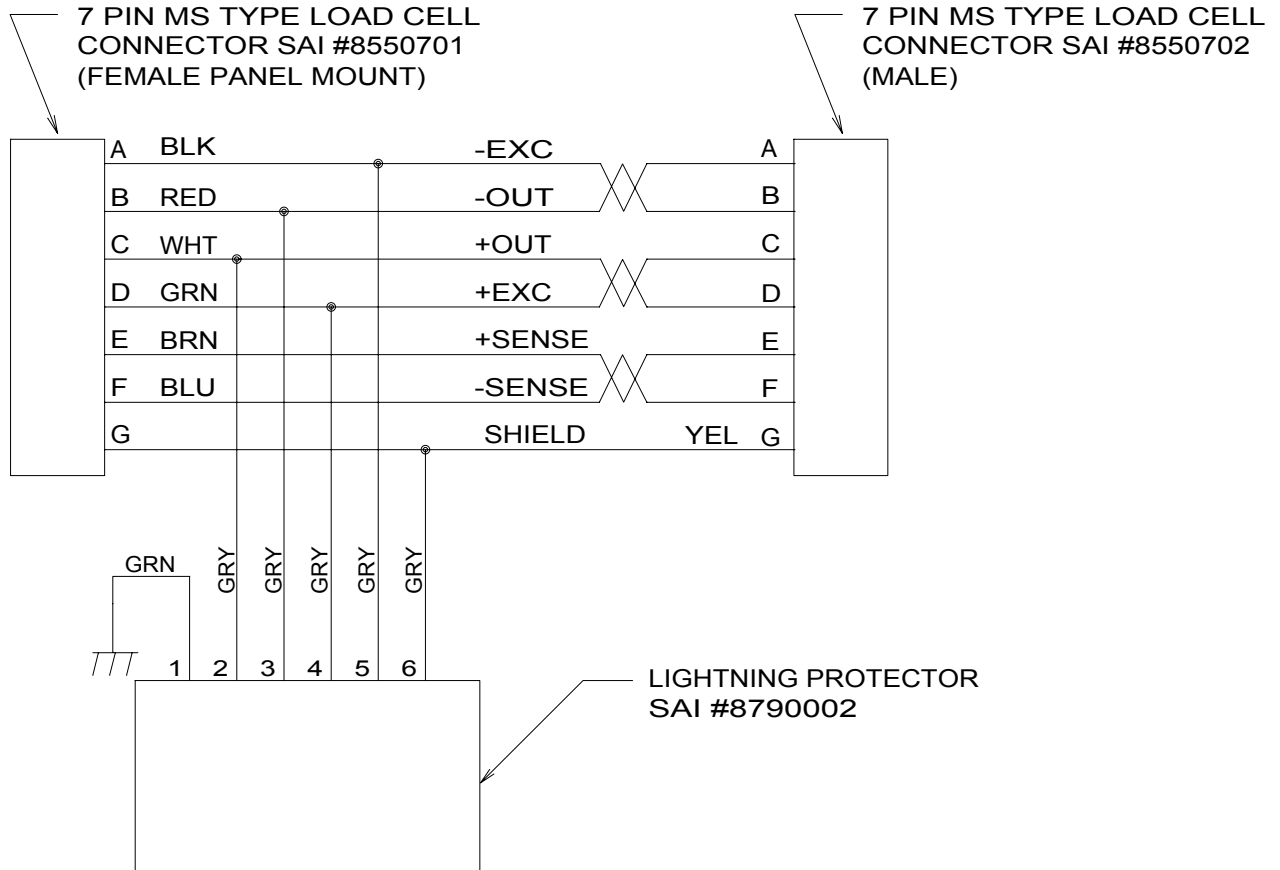 7 PIN MS TYPE LOAD CELL
CONNECTOR SAI #8550701
(FEMALE PANEL MOUNT)
7 PIN MS TYPE LOAD CELL
CONNECTOR SAI #8550702
(MALE)
A BLK -EXC A
B RED -OUT B
C WHT +OUT C
D GRN +EXC D
E BRN +SENSE E
F BLU -SENSE F
G SHIELD YEL G
GRN GRY GRY GRY GRY GRY
1 2 3 4 5 6
LIGHTNING PROTECTOR
SAI #8790002